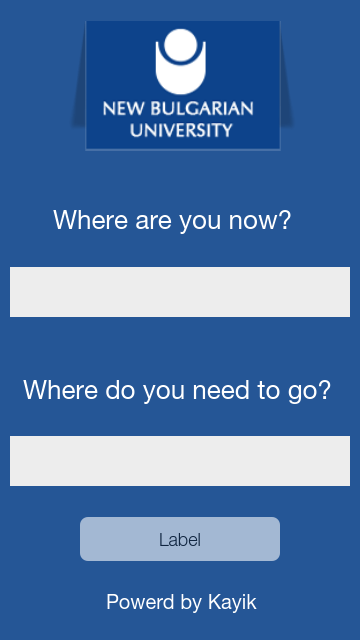 NEW BULGARIAN
UNIVERSITY
Where are you now?
Where do you need to go?
Label
Powerd by Kayik